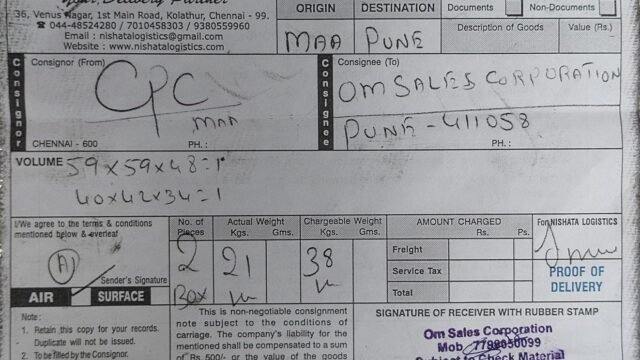 Your Delivery Partner
36, Venus Nagar, 1st Main Road, Kolathur, Chennai - 99.
☎ 044-48524280 / 7010458303 / 9380559960
Email : nishatalogistics@gmail.com
Website : www.nishatalogistics.com
ORIGIN
DESTINATION
MAA
PUNE
Documents
Non-Documents
Description of Goods
Value (Rs.)
Consignor
Consignor (From)
CPC
MAA
CHENNAI - 600
PH. :
Consignee
Consignee (To)
OM SALES CORPORATION
PUNE - 411058
PH. :
VOLUME 59x59x48=1
40x42x34=1
I/We agree to the terms & conditions
mentioned below & overleaf
Sender's Signature
AIR
SURFACE
No. of Pieces
2
Box
Actual Weight
Kgs. Gms.
21
Chargeable Weight
Kgs. Gms.
38
AMOUNT CHARGED
Rs. Ps.
Freight
Service Tax
Total
For NISHATA LOGISTICS
PROOF OF
DELIVERY
Note :
1. Retain this copy for your records.
Duplicate will not be issued.
2. To be filled by the Consignor.
This is non-negotiable consignment
note subject to the conditions of
carriage. The company's liability for the
mentioned shall be compensated to a sum
of Rs 500/- or the value of the goods
SIGNATURE OF RECEIVER WITH RUBBER STAMP
Om Sales Corporation
Mob 7798050099
Subject to Check Material